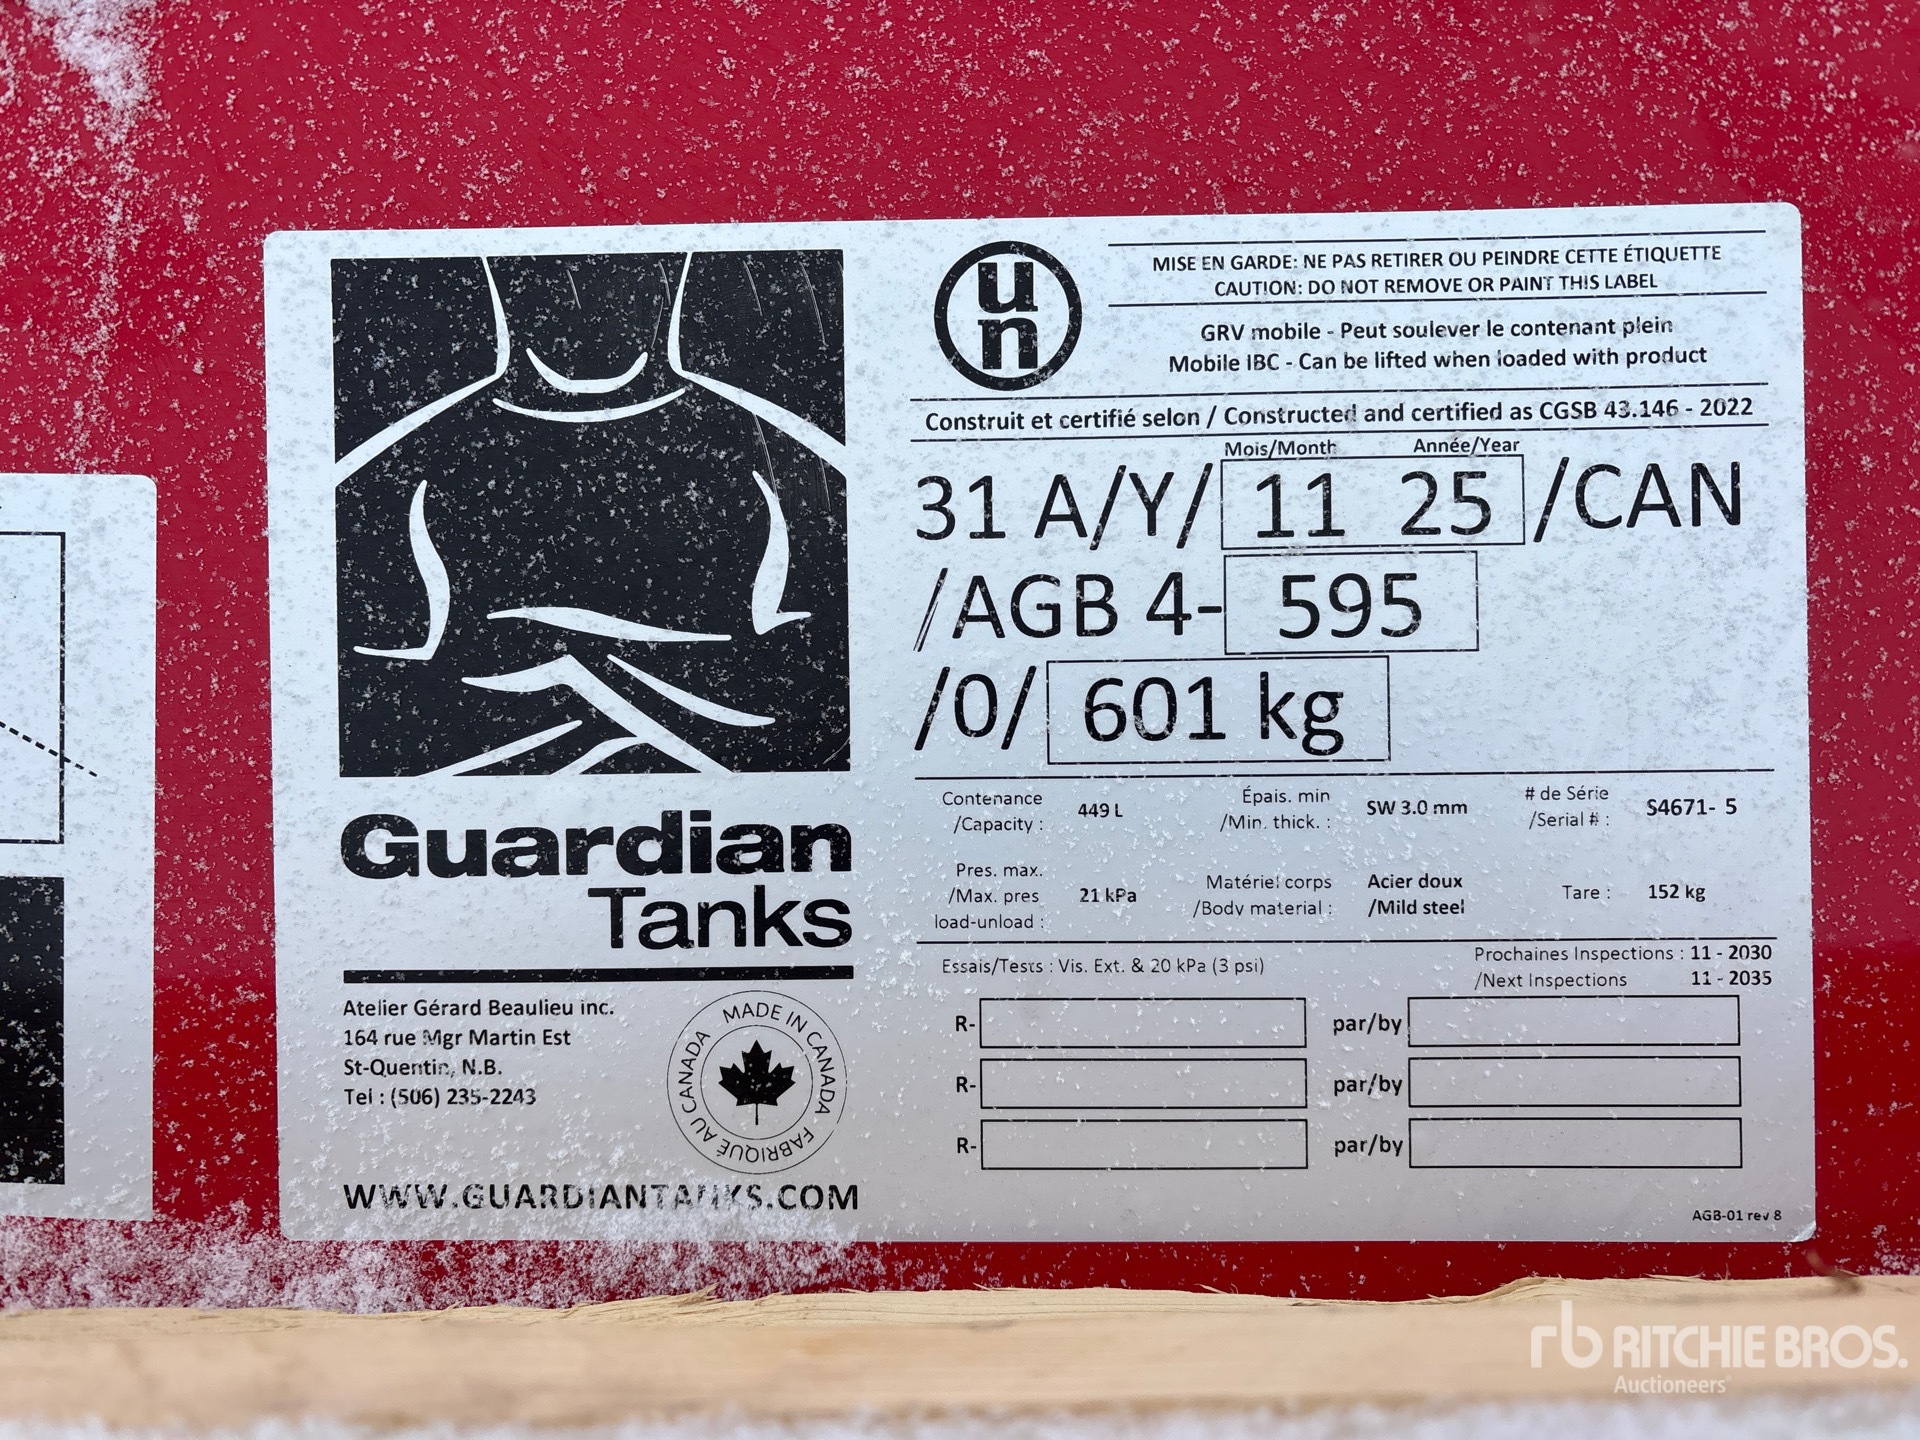 un
MISE EN GARDE: NE PAS RETIRER OU PEINDRE CETTE ÉTIQUETTE
CAUTION: DO NOT REMOVE OR PAINT THIS LABEL
GRV mobile - Peut soulever le contenant plein
Mobile IBC - Can be lifted when loaded with product
Construit et certifié selon / Constructed and certified as CGSB 43.146 - 2022
Mois/Month Année/Year
31 A/Y/ 11 25 /CAN
/AGB 4- 595
/0/ 601 kg
Contenance
/Capacity : 449 L
Épais. min
/Min. thick. : SW 3.0 mm
# de Série
/Serial # : S4671- 5
Pres. max.
/Max. pres
load-unload : 21 kPa
Matériel corps
/Body material :
Acier doux
/Mild steel
Tare : 152 kg
Essais/Tests : Vis. Ext. & 20 kPa (3 psi)
Prochaines Inspections : 11 - 2030
/Next Inspections 11 - 2035
R- par/by
R- par/by
R- par/by
AGB-01 rev 8
Guardian
Tanks
Atelier Gérard Beaulieu inc.
164 rue Mgr Martin Est
St-Quentin, N.B.
Tel : (506) 235-2243
MADE IN CANADA
FABRIQUÉ AU CANADA
WWW.GUARDIANTANKS.COM
rb RITCHIE BROS.
Auctioneers